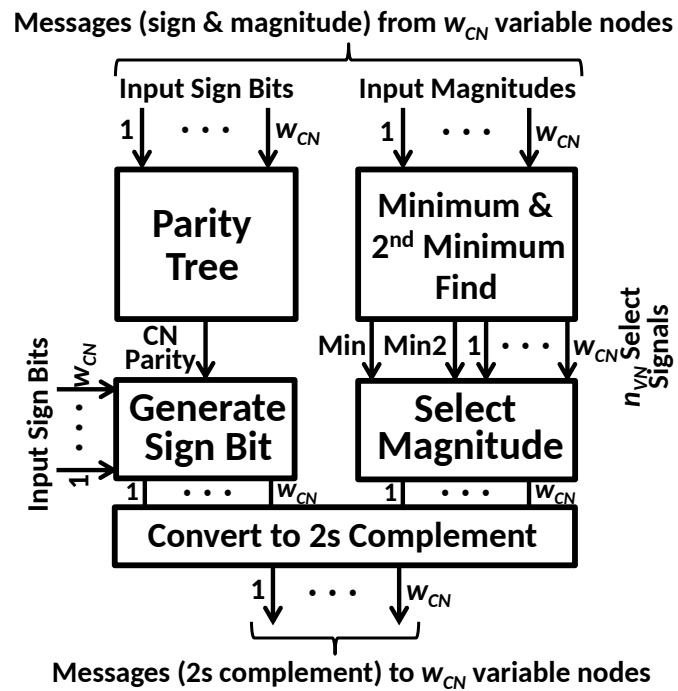 Messages (sign & magnitude) from wCN variable nodes
Input Sign Bits
Input Magnitudes
1 · · · wCN
1 · · · wCN
Parity
Tree
Minimum &
2nd Minimum
Find
CN
Parity
Min Min2 1 · · · wCN
nVN Select
Signals
Input Sign Bits
1 · · · wCN
Generate
Sign Bit
Select
Magnitude
1 · · · wCN
1 · · · wCN
Convert to 2s Complement
1 · · · wCN
Messages (2s complement) to wCN variable nodes